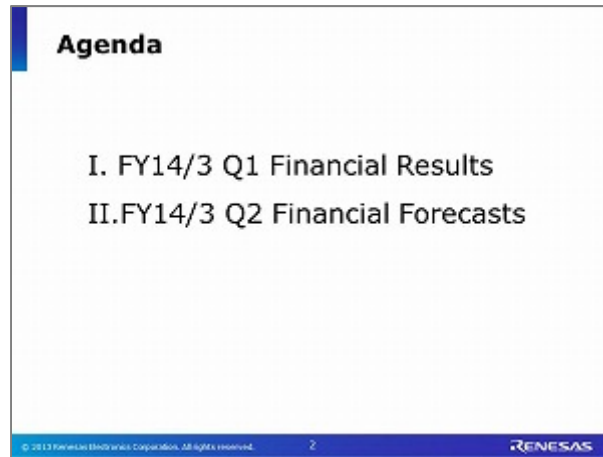 Agenda
I. FY14/3 Q1 Financial Results
II.FY14/3 Q2 Financial Forecasts
© 2013 Renesas Electronics Corporation. All rights reserved.
2
RENESAS